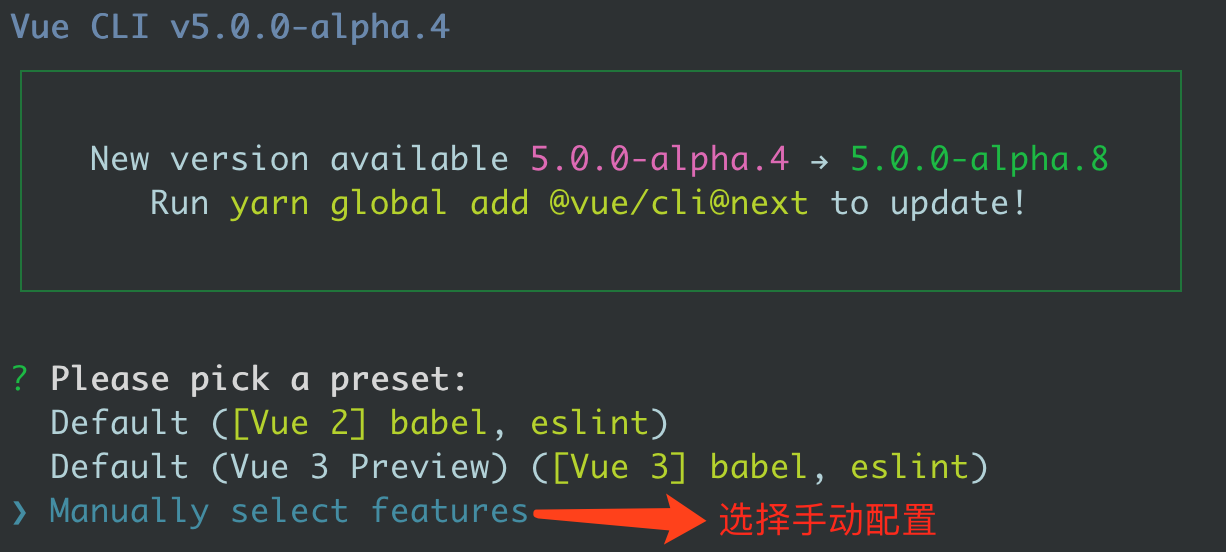 Vue CLI v5.0.0-alpha.4
New version available 5.0.0-alpha.4 → 5.0.0-alpha.8
Run yarn global add @vue/cli@next to update!
? Please pick a preset:
Default ([Vue 2] babel, eslint)
Default (Vue 3 Preview) ([Vue 3] babel, eslint)
❯ Manually select features 选择手动配置